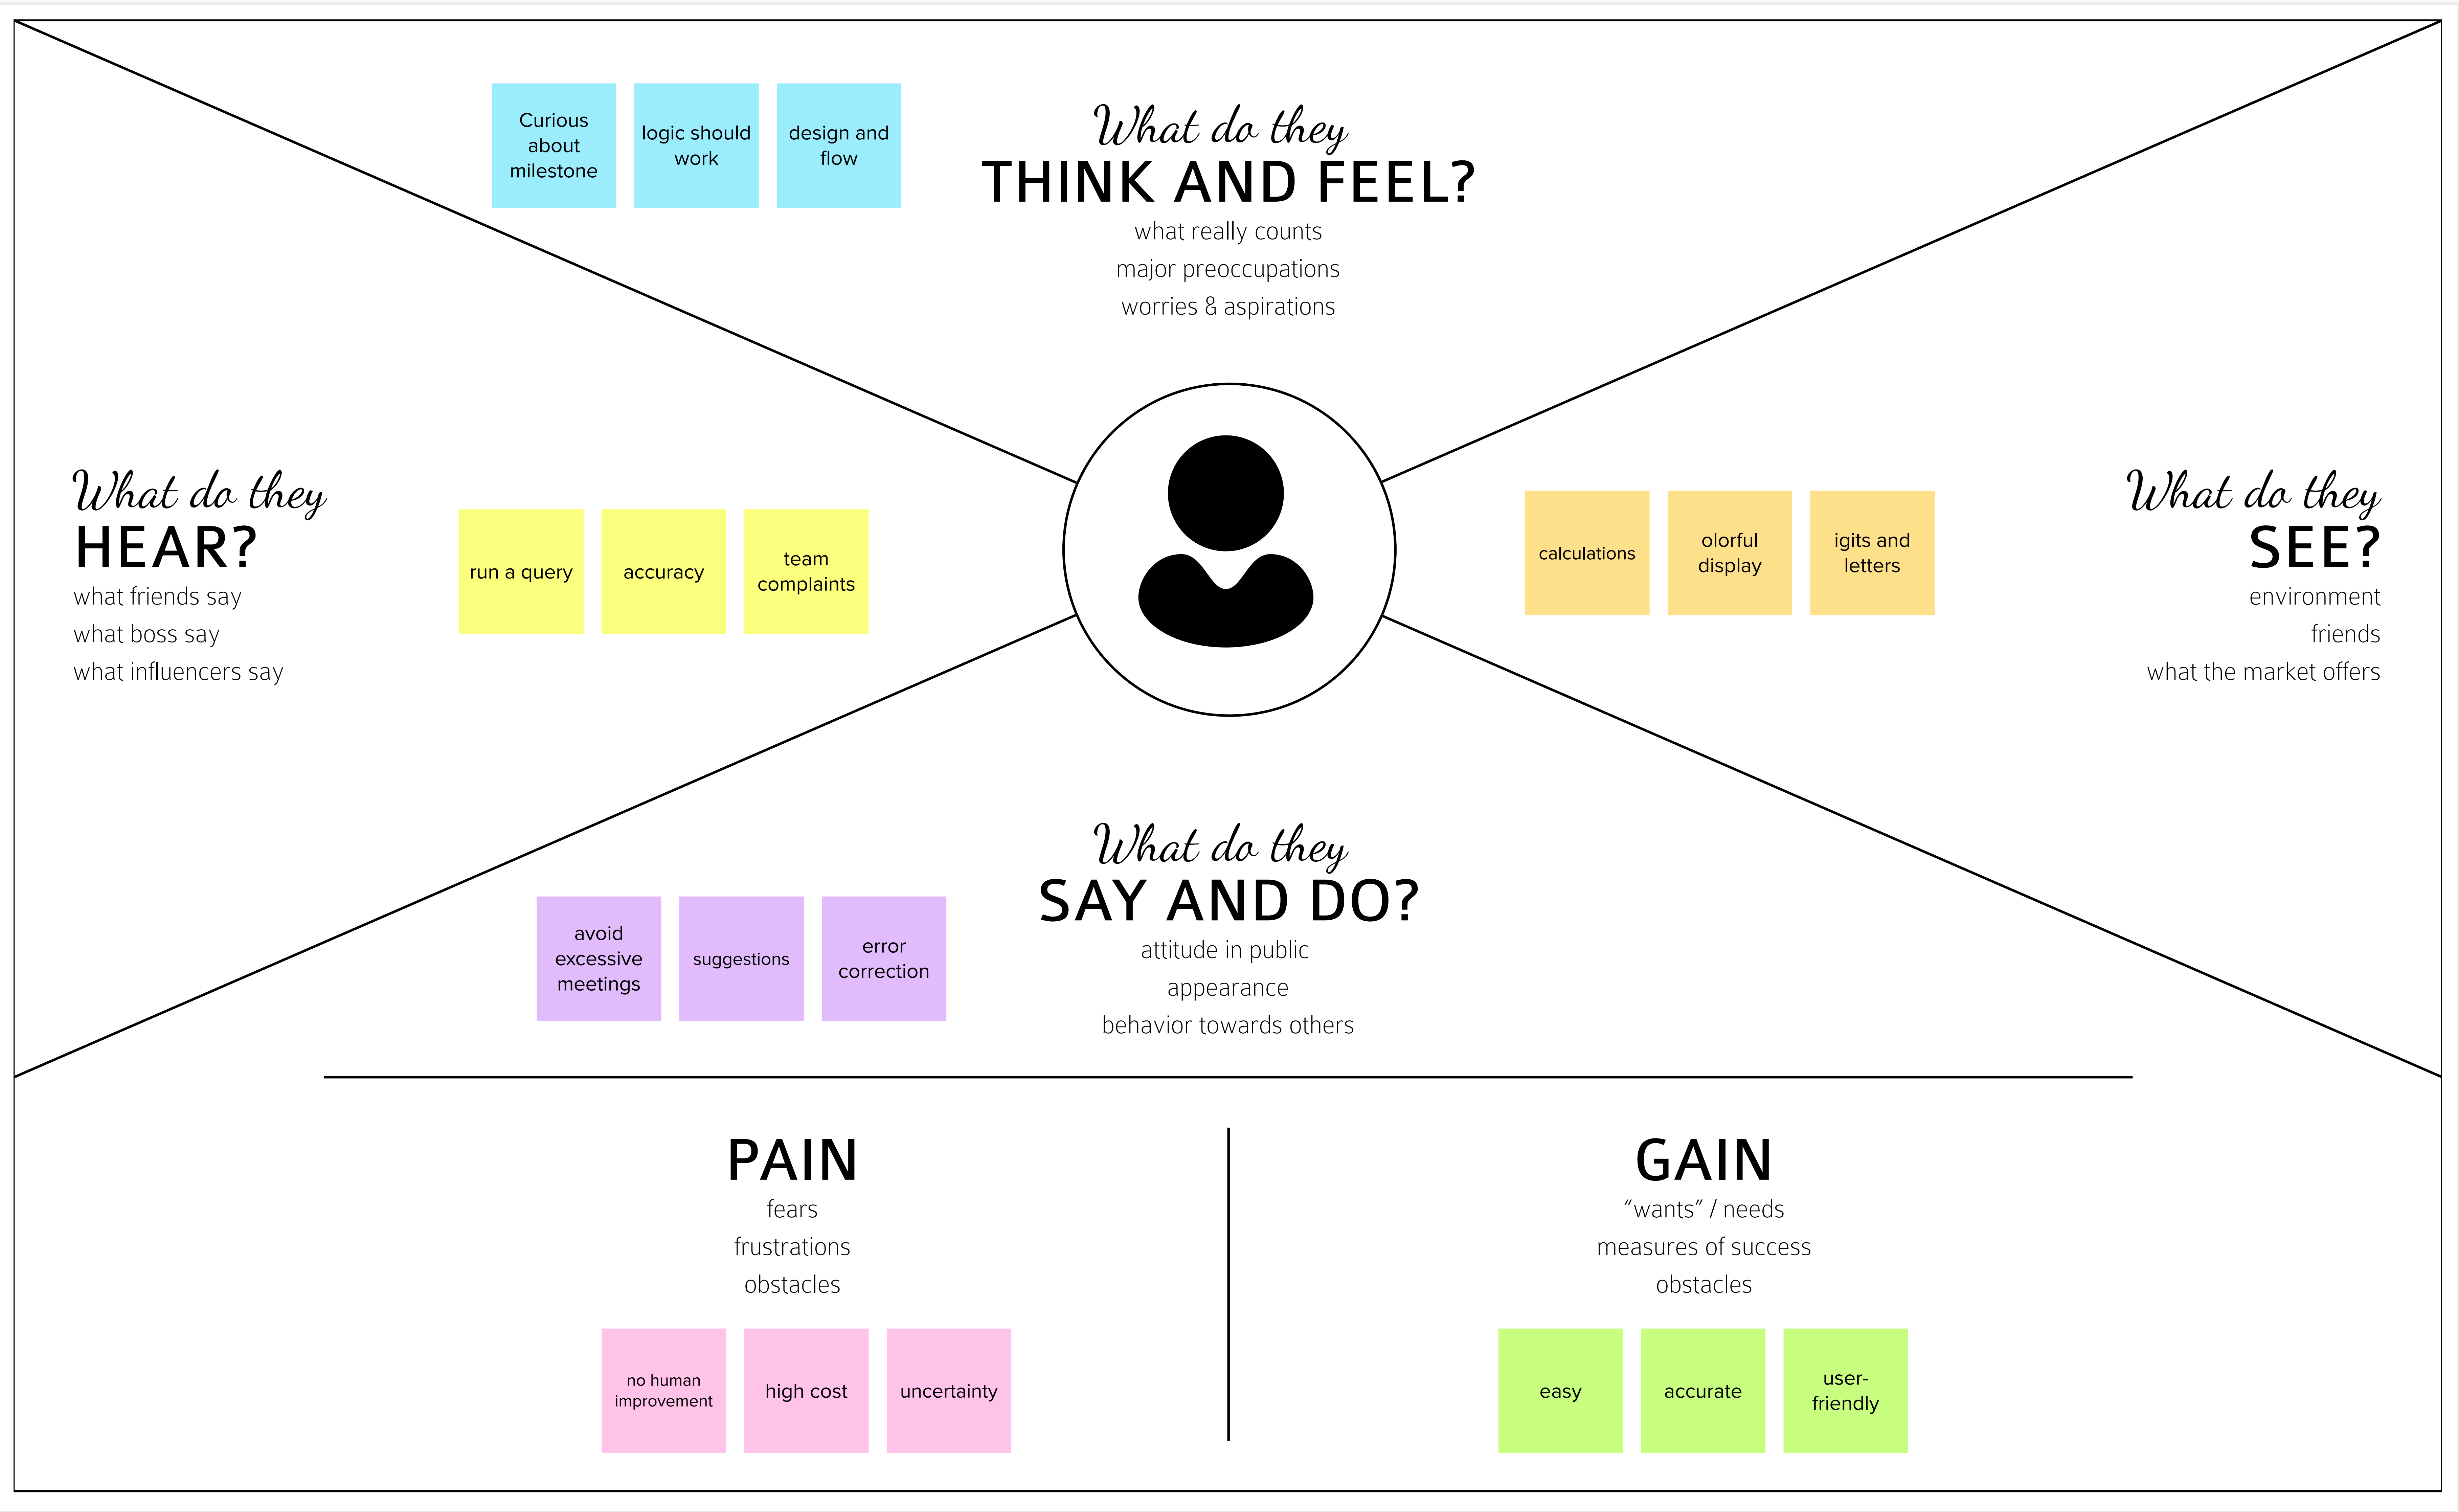 Curious
about
milestone
logic should
work
design and
flow
What do they
THINK AND FEEL?
what really counts
major preoccupations
worries & aspirations
What do they
HEAR?
what friends say
what boss say
what influencers say
run a query
accuracy
team
complaints
calculations
olorful
display
igits and
letters
What do they
SEE?
environment
friends
what the market offers
What do they
SAY AND DO?
attitude in public
appearance
behavior towards others
avoid
excessive
meetings
suggestions
error
correction
PAIN
fears
frustrations
obstacles
no human
improvement
high cost
uncertainty
GAIN
“wants” / needs
measures of success
obstacles
easy
accurate
user-
friendly